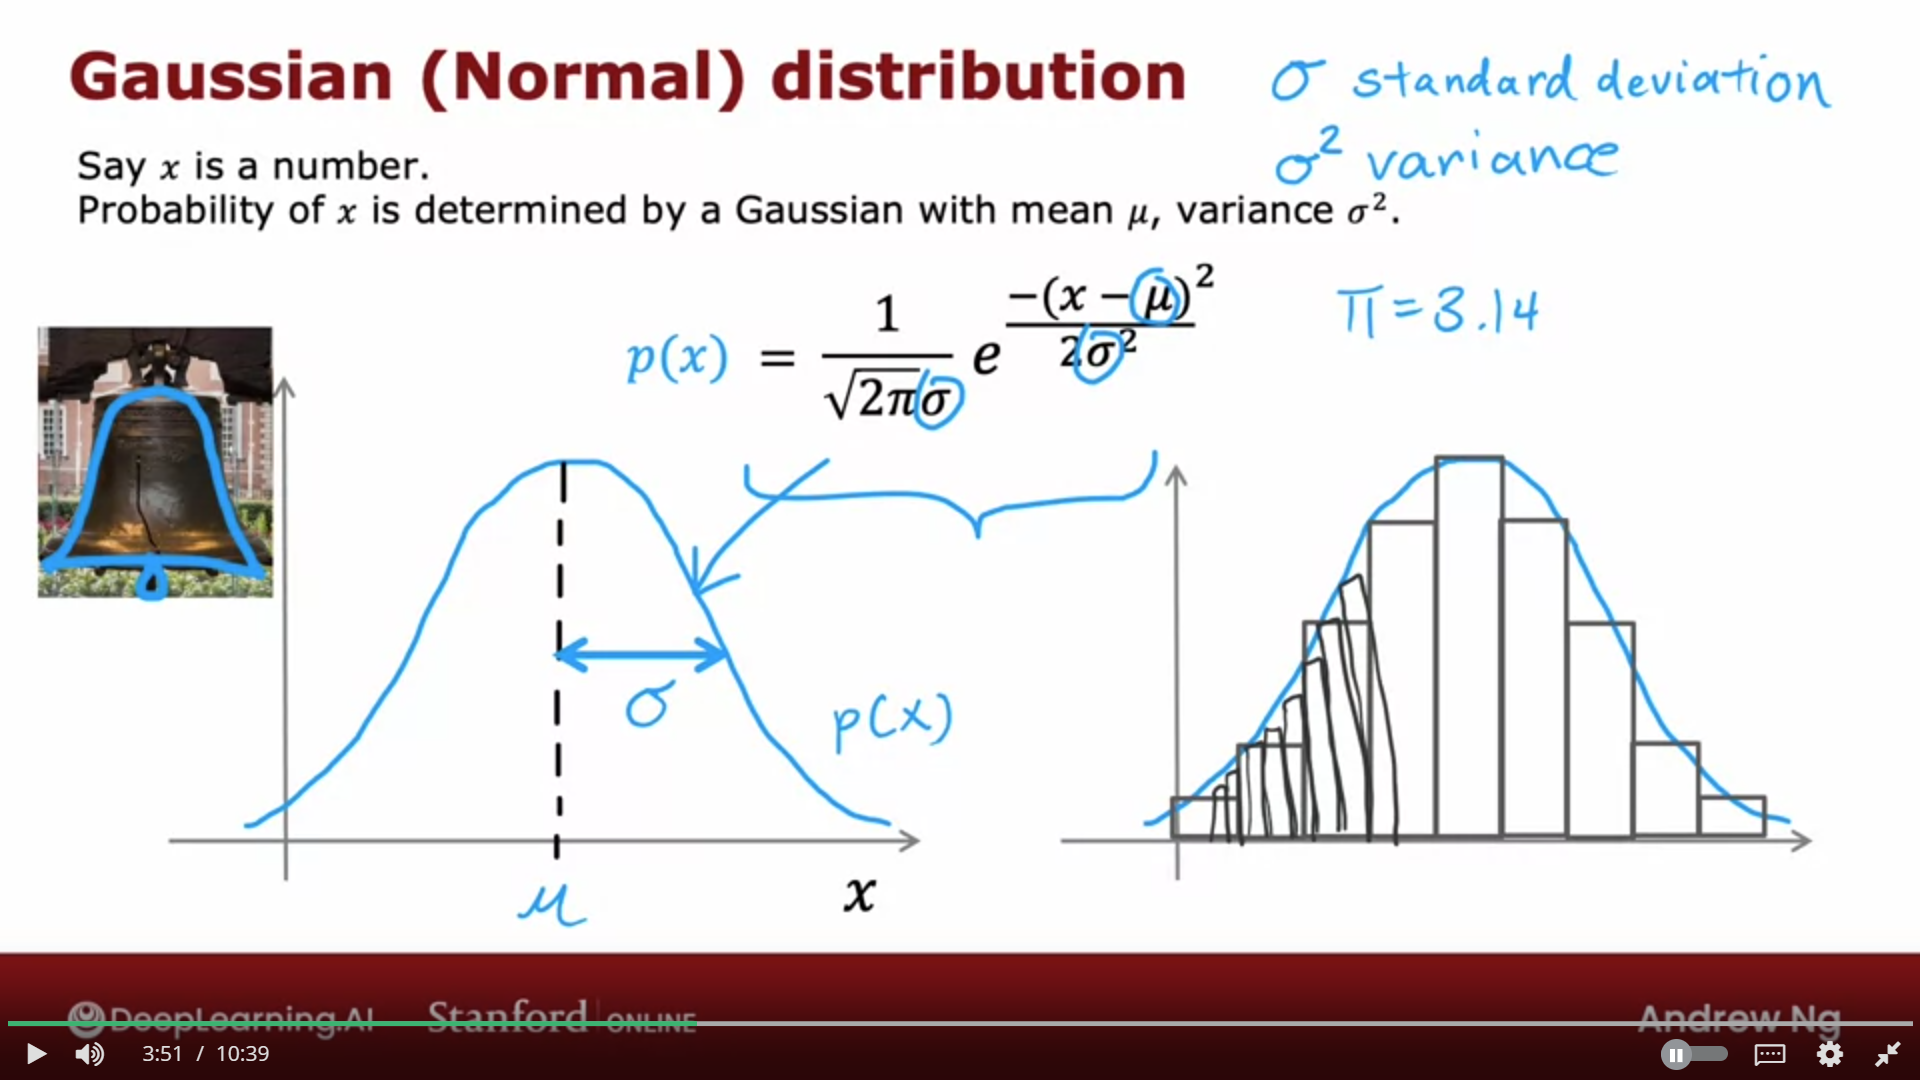 Gaussian (Normal) distribution
σ standard deviation
σ² variance
Say x is a number.
Probability of x is determined by a Gaussian with mean μ, variance σ².
p(x) = 1 / √2π σ e −(x − μ)² / 2σ²
π = 3.14
σ
p(x)
μ
x
DeepLearning.AI Stanford ONLINE Andrew Ng
3:51 / 10:39